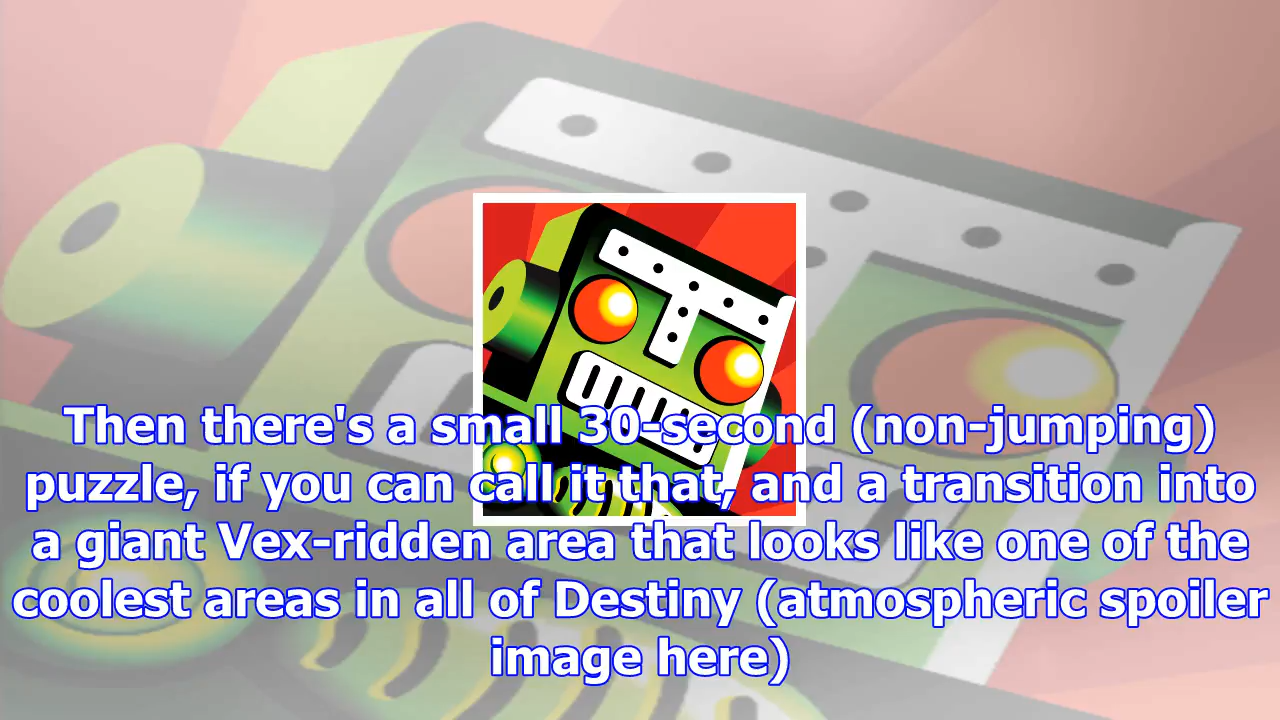 Then there's a small 30-second (non-jumping)
puzzle, if you can call it that, and a transition into
a giant Vex-ridden area that looks like one of the
coolest areas in all of Destiny (atmospheric spoiler
image here)